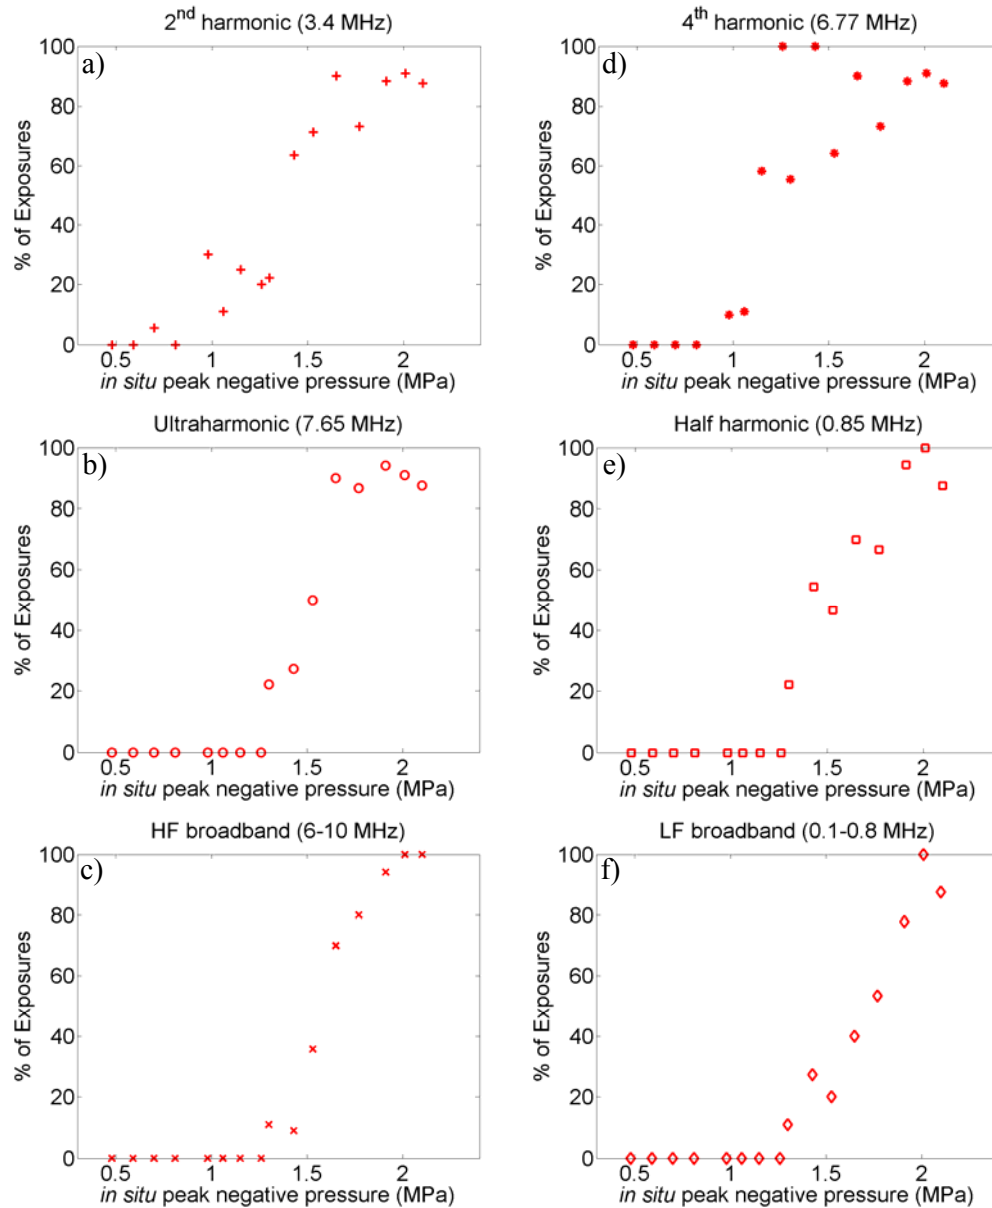 2nd harmonic (3.4 MHz)
a)
100
80
60
40
20
0
% of Exposures
0.5 1 1.5 2
in situ peak negative pressure (MPa)
4th harmonic (6.77 MHz)
d)
100
80
60
40
20
0
% of Exposures
0.5 1 1.5 2
in situ peak negative pressure (MPa)
Ultraharmonic (7.65 MHz)
b)
100
80
60
40
20
0
% of Exposures
0.5 1 1.5 2
in situ peak negative pressure (MPa)
Half harmonic (0.85 MHz)
e)
100
80
60
40
20
0
% of Exposures
0.5 1 1.5 2
in situ peak negative pressure (MPa)
HF broadband (6-10 MHz)
c)
100
80
60
40
20
0
% of Exposures
0.5 1 1.5 2
in situ peak negative pressure (MPa)
LF broadband (0.1-0.8 MHz)
f)
100
80
60
40
20
0
% of Exposures
0.5 1 1.5 2
in situ peak negative pressure (MPa)